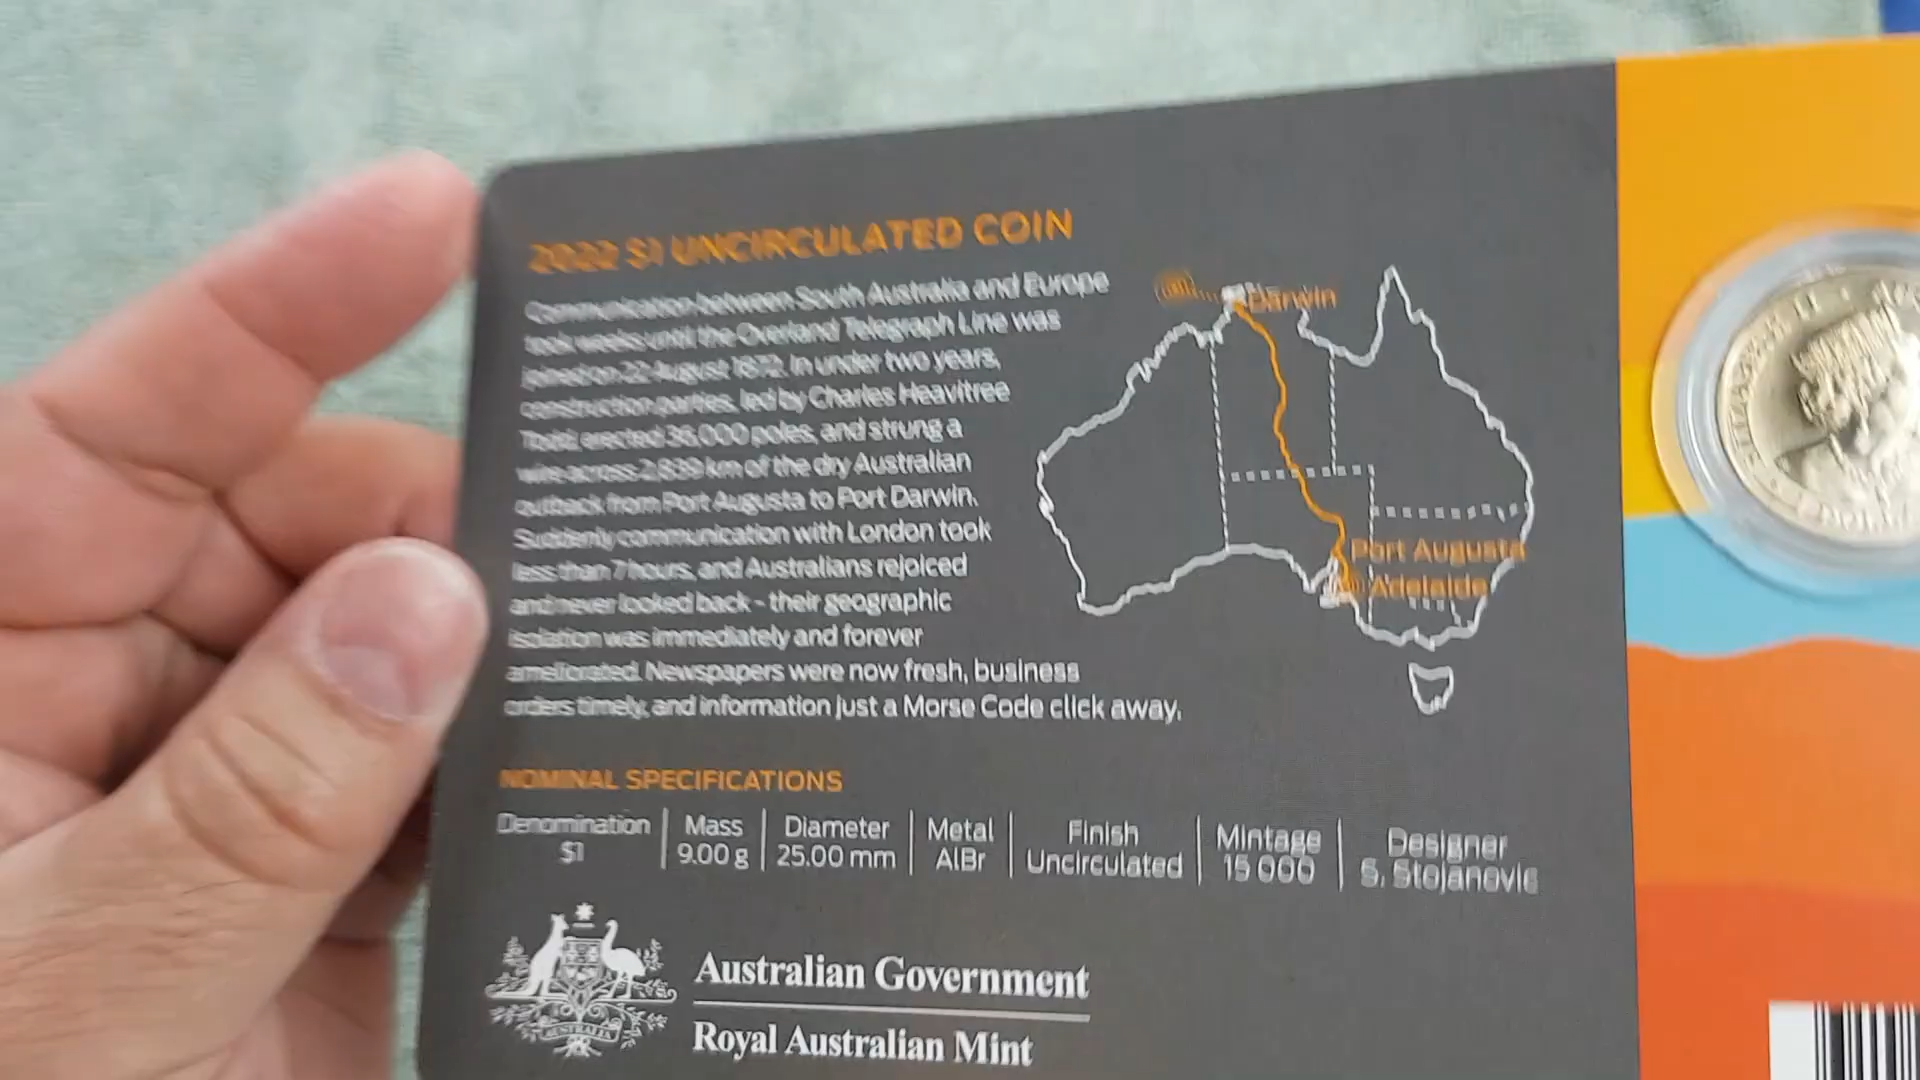 2022 $1 UNCIRCULATED COIN
Communication between South Australia and Europe
took weeks until the Overland Telegraph Line was
joined on 22 August 1872. In under two years,
construction parties, led by Charles Heavitree
Todd, erected 36,000 poles, and strung a
wire across 2,839 km of the dry Australian
outback from Port Augusta to Port Darwin.
Suddenly communication with London took
less than 7 hours, and Australians rejoiced
and never looked back - their geographic
isolation was immediately and forever
ameliorated. Newspapers were now fresh, business
orders timely, and information just a Morse Code click away.
Darwin
Port Augusta
Adelaide
NOMINAL SPECIFICATIONS
Denomination Mass Diameter Metal Finish Mintage Designer
$1 9.00 g 25.00 mm AlBr Uncirculated 15 000 S. Stojanovic
AUSTRALIA
Australian Government
Royal Australian Mint
ELIZABETH II